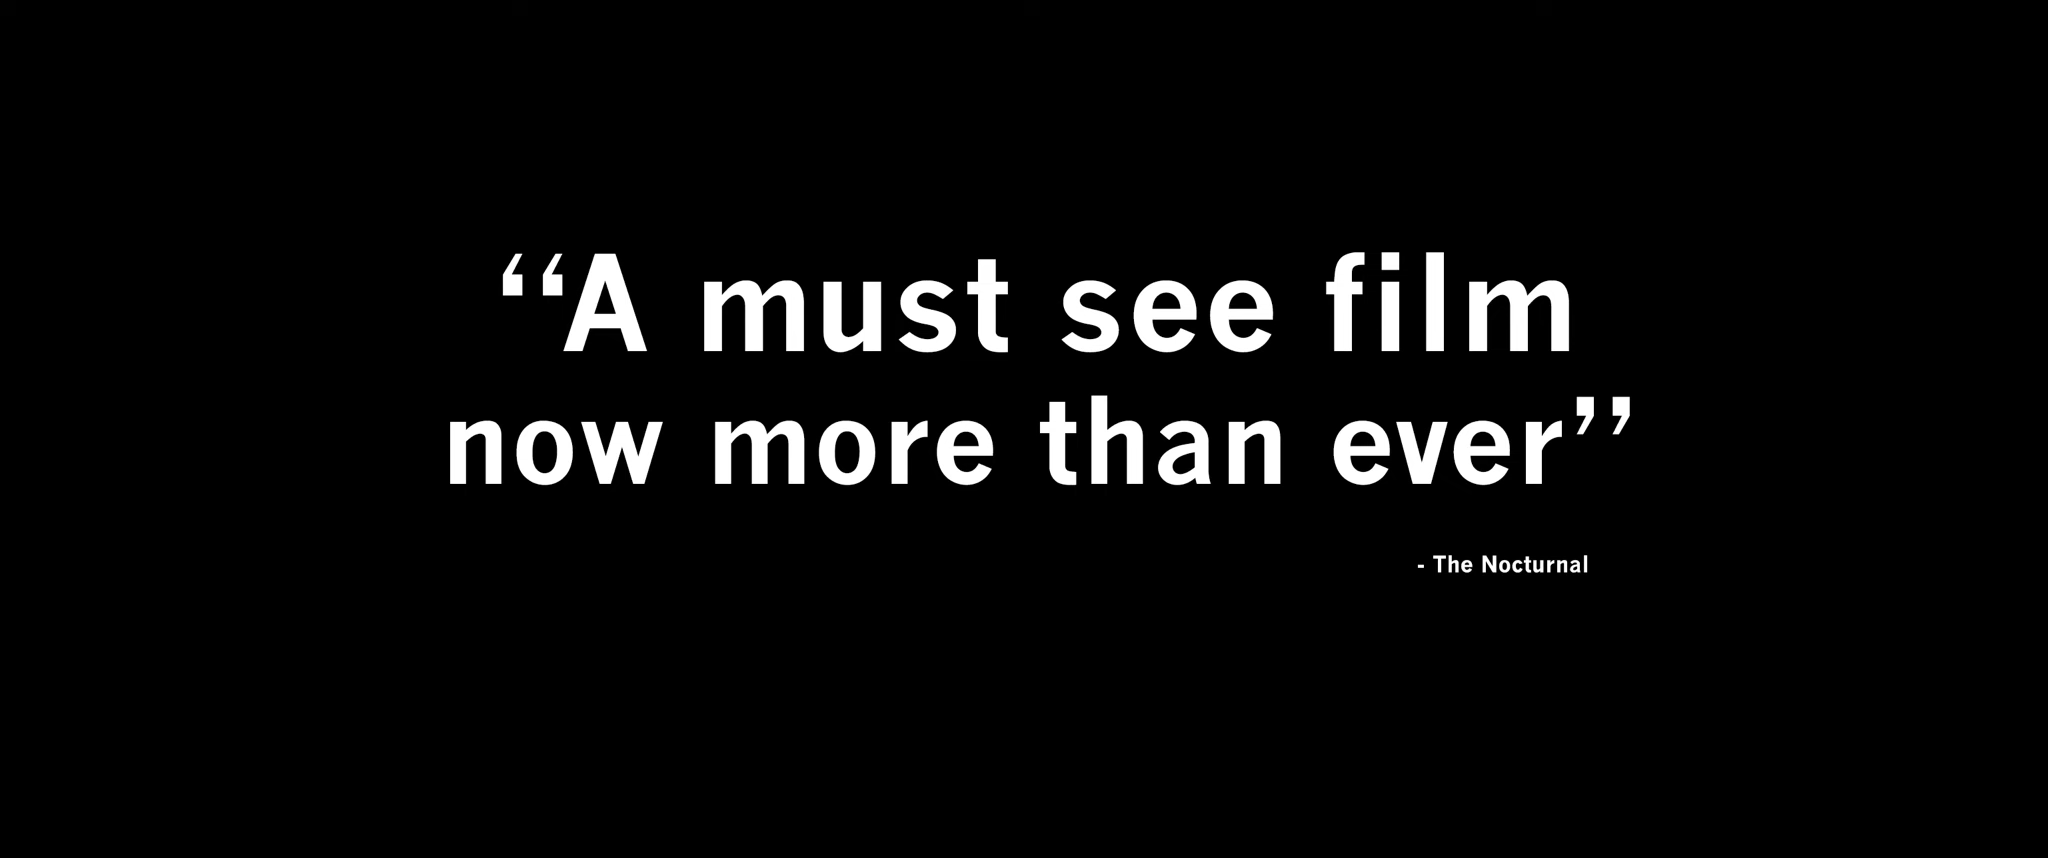 ‘‘A must see film
now more than ever’’
- The Nocturnal